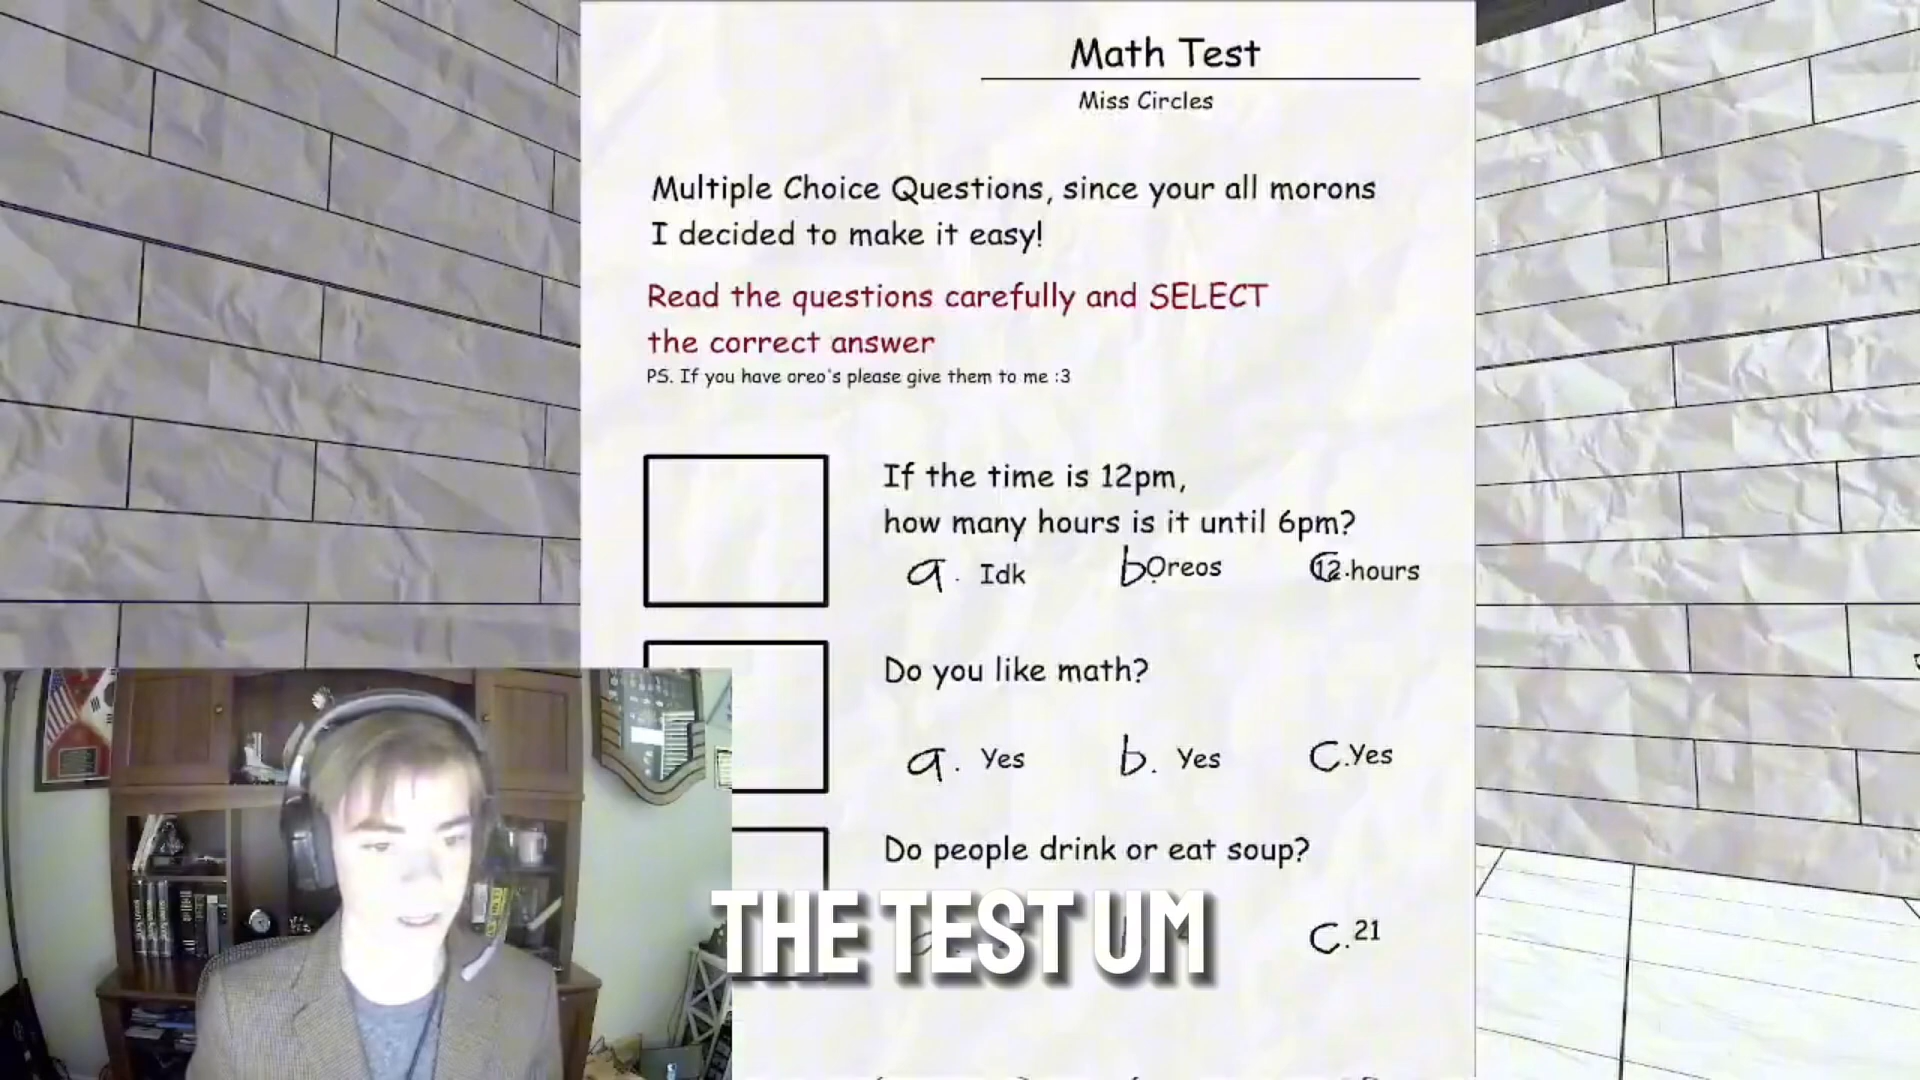 Math Test
Miss Circles
Multiple Choice Questions, since your all morons
I decided to make it easy!
Read the questions carefully and SELECT
the correct answer
PS. If you have oreo's please give them to me :3
If the time is 12pm,
how many hours is it until 6pm?
a. Idk b. Oreos C. 12 hours
Do you like math?
a. Yes b. Yes C. Yes
Do people drink or eat soup?
C. 21
THE TEST UM